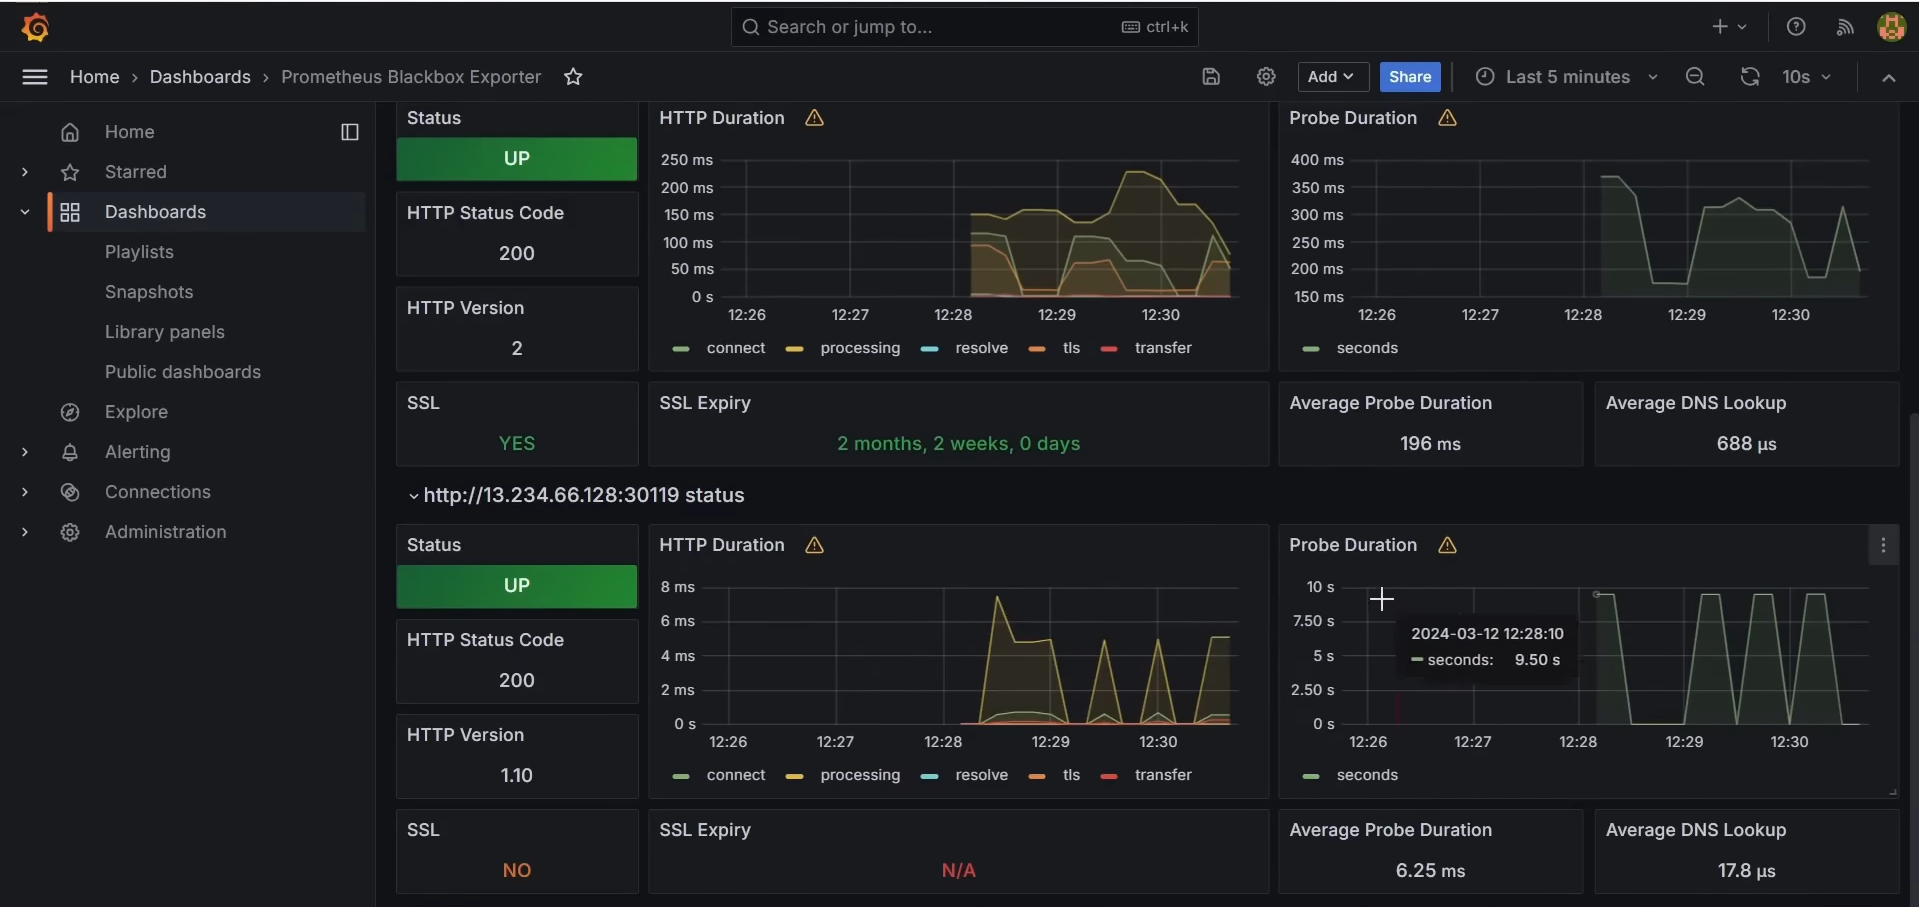 Search or jump to...
ctrl+k
Home › Dashboards › Prometheus Blackbox Exporter
Add
Share
Last 5 minutes
10s
Home
Starred
Dashboards
Playlists
Snapshots
Library panels
Public dashboards
Explore
Alerting
Connections
Administration
Status
UP
HTTP Status Code
200
HTTP Version
2
HTTP Duration
250 ms
200 ms
150 ms
100 ms
50 ms
0 s
12:26 12:27 12:28 12:29 12:30
connect processing resolve tls transfer
Probe Duration
400 ms
350 ms
300 ms
250 ms
200 ms
150 ms
12:26 12:27 12:28 12:29 12:30
seconds
SSL
YES
SSL Expiry
2 months, 2 weeks, 0 days
Average Probe Duration
196 ms
Average DNS Lookup
688 µs
http://13.234.66.128:30119 status
Status
UP
HTTP Status Code
200
HTTP Version
1.10
HTTP Duration
8 ms
6 ms
4 ms
2 ms
0 s
12:26 12:27 12:28 12:29 12:30
connect processing resolve tls transfer
Probe Duration
10 s
7.50 s
5 s
2.50 s
0 s
12:26 12:27 12:28 12:29 12:30
2024-03-12 12:28:10
seconds: 9.50 s
seconds
SSL
NO
SSL Expiry
N/A
Average Probe Duration
6.25 ms
Average DNS Lookup
17.8 µs